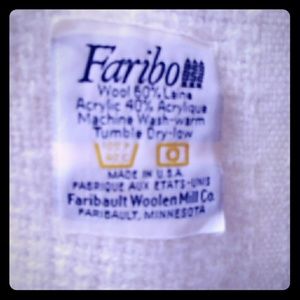 Faribo
Wool 60% Laine
Acrylic 40% Acrylique
Machine Wash-warm
Tumble Dry-low
MADE IN U.S.A.
FABRIQUE AUX ETATS-UNIS
Faribault Woolen Mill Co.
FARIBAULT, MINNESOTA